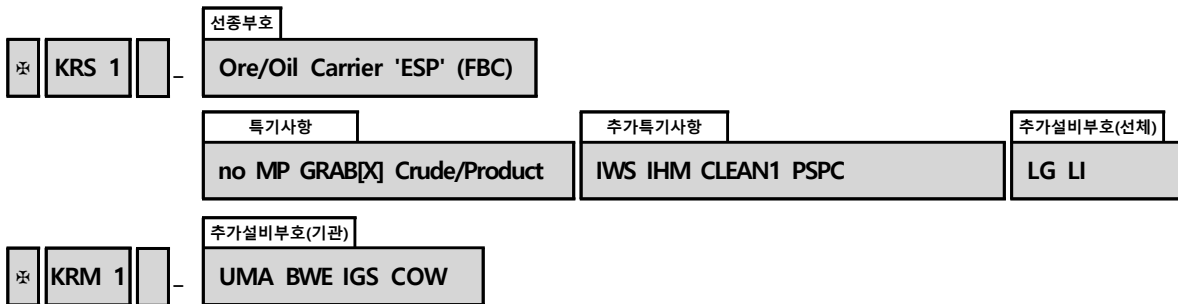 선종부호
✠ KRS 1 _ Ore/Oil Carrier 'ESP' (FBC)
특기사항 추가특기사항 추가설비부호(선체)
no MP GRAB[X] Crude/Product IWS IHM CLEAN1 PSPC LG LI
추가설비부호(기관)
✠ KRM 1 _ UMA BWE IGS COW